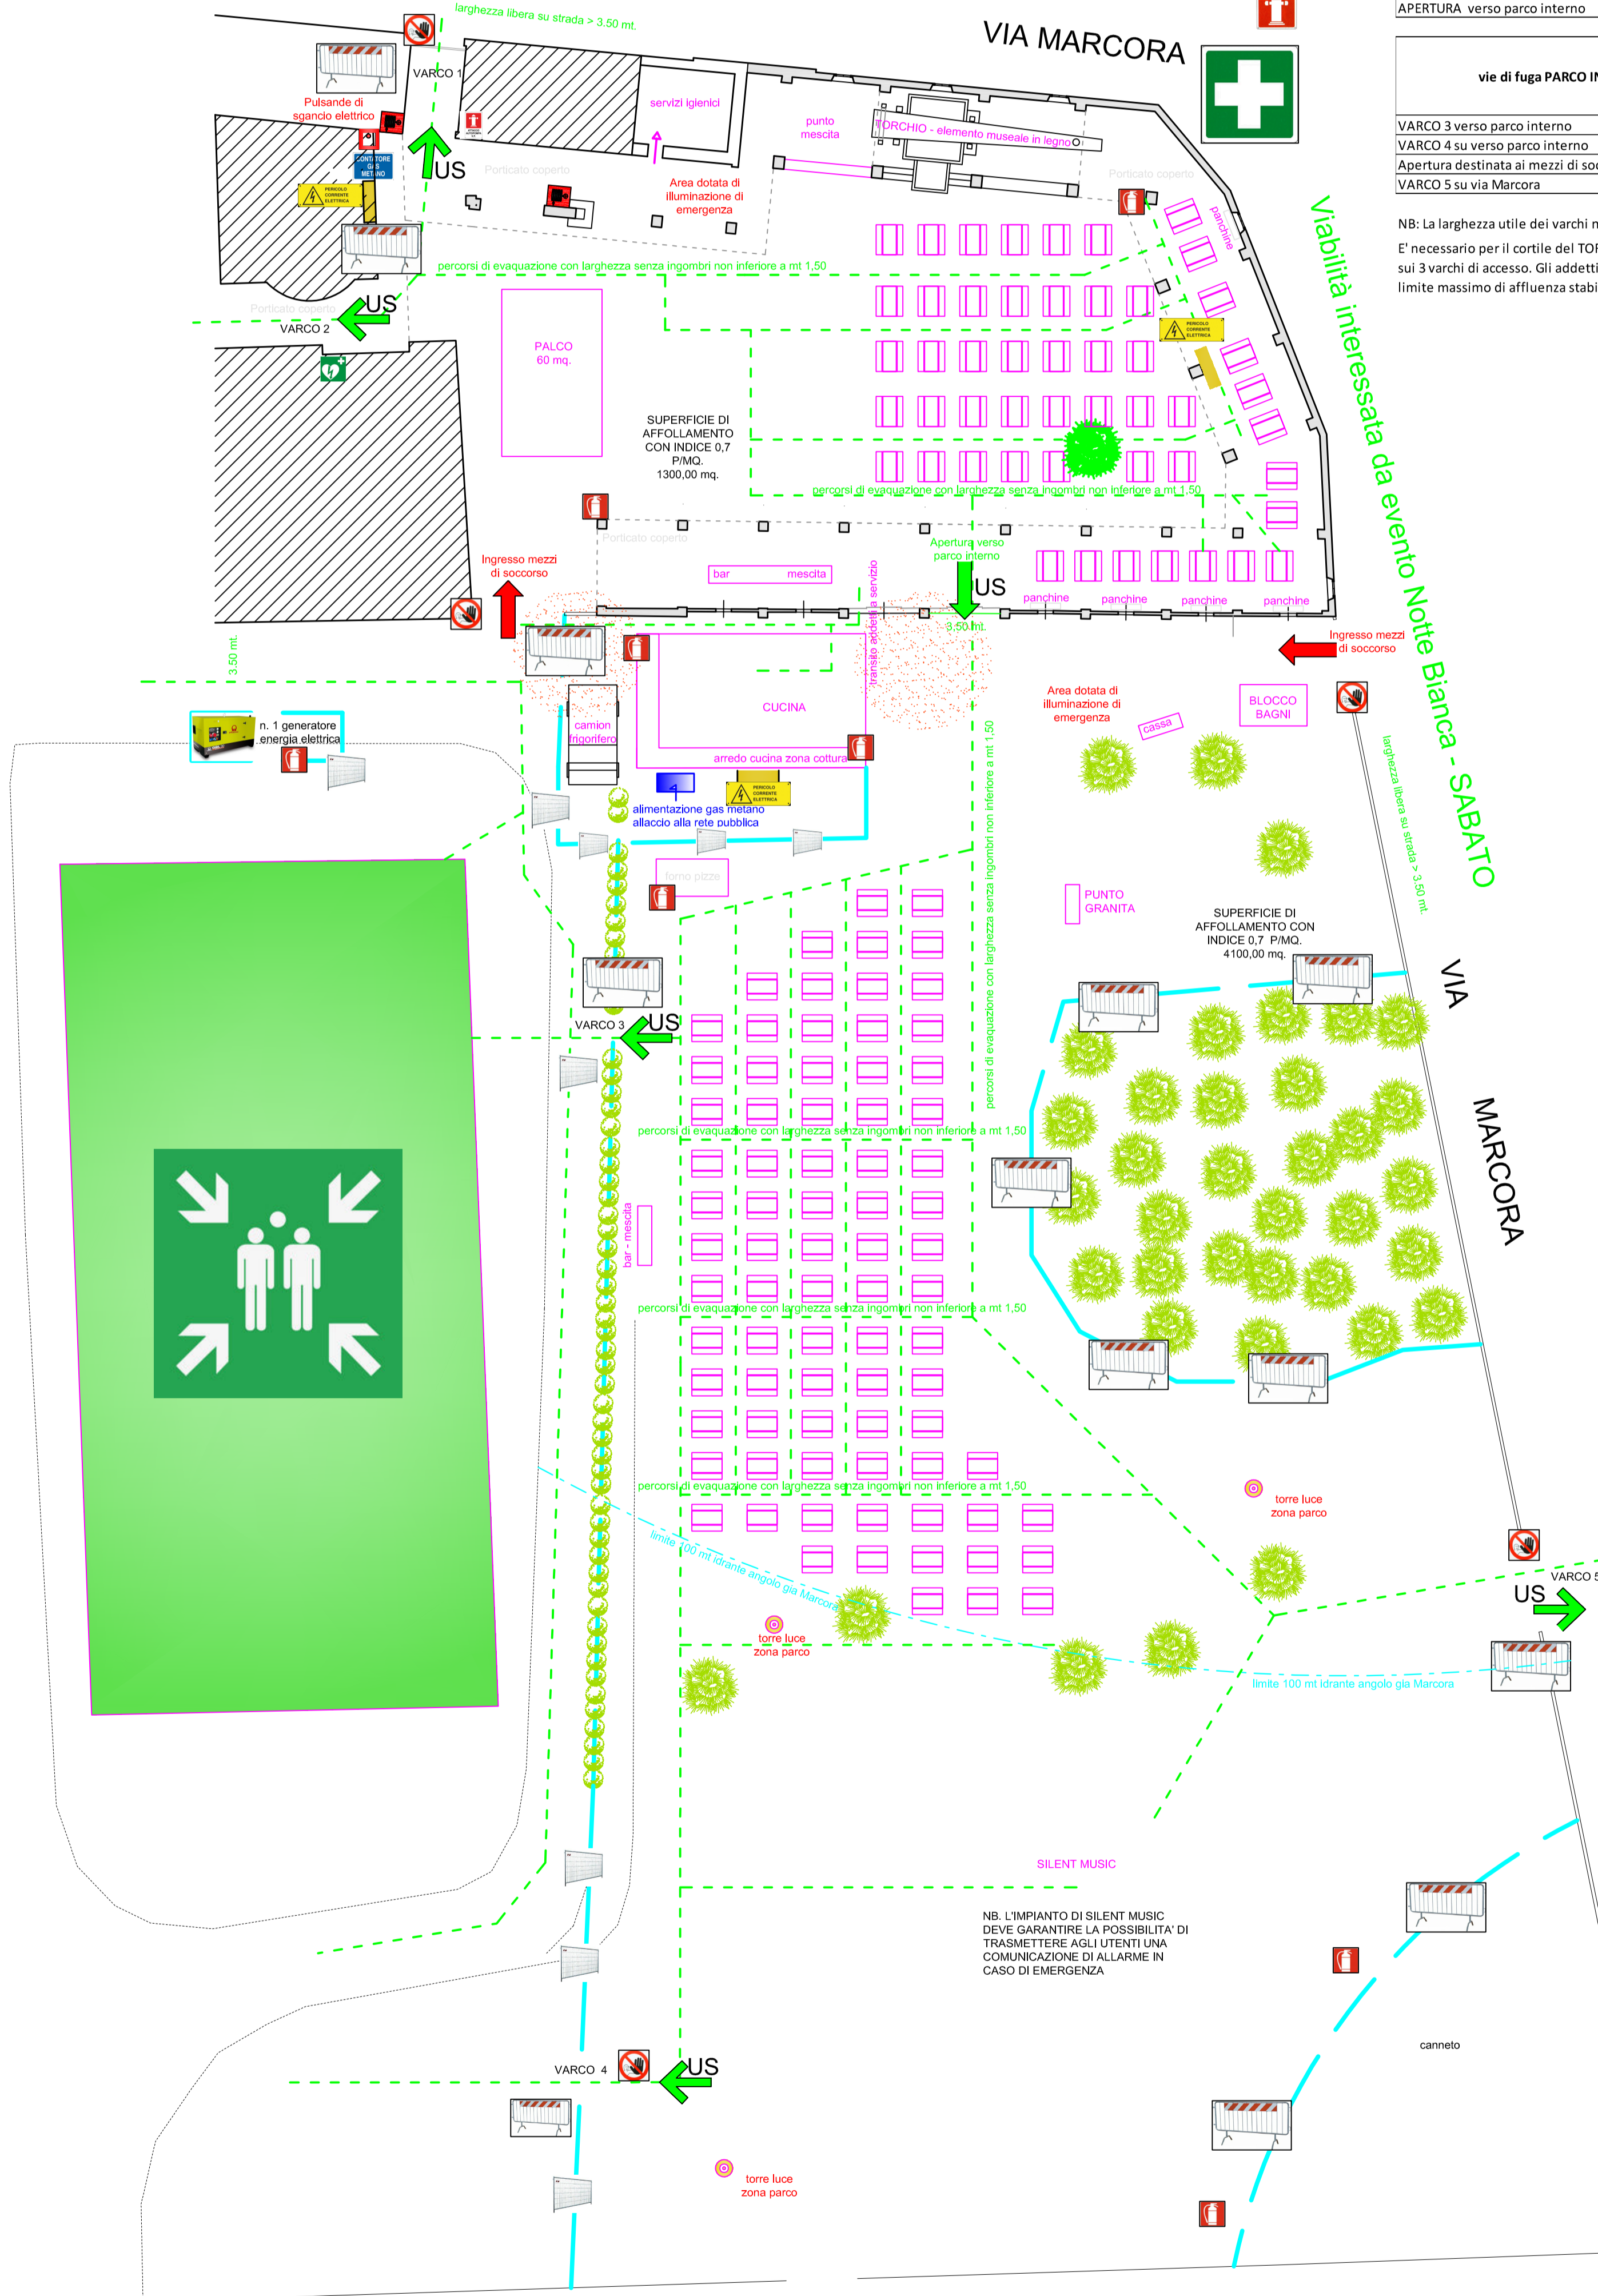 larghezza libera su strada > 3.50 mt.
VIA MARCORA
APERTURA verso parco interno
vie di fuga PARCO IN
VARCO 3 verso parco interno
VARCO 4 su verso parco interno
Apertura destinata ai mezzi di soc
VARCO 5 su via Marcora
NB: La larghezza utile dei varchi n
E' necessario per il cortile del TOR
sui 3 varchi di accesso. Gli addetti
limite massimo di affluenza stabi
VARCO 1
Pulsande di
sgancio elettrico
CONTATORE
GAS
METANO
PERICOLO
CORRENTE
ELETTRICA
US
servizi igienici
punto
mescita
TORCHIO - elemento museale in legno
Porticato coperto
Area dotata di
illuminazione di
emergenza
Porticato coperto
panchine
percorsi di evaquazione con larghezza senza ingombri non inferiore a mt 1,50
US
Porticato coperto
VARCO 2
PALCO
60 mq.
PERICOLO
CORRENTE
ELETTRICA
SUPERFICIE DI
AFFOLLAMENTO
CON INDICE 0,7
P/MQ.
1300,00 mq.
percorsi di evaquazione con larghezza senza ingombri non inferiore a mt 1,50
Viabilità interessata da evento Notte Bianca - SABATO
Porticato coperto
Apertura verso
parco interno
Ingresso mezzi
di soccorso
bar mescita
transito addetti a servizio
US
panchine
panchine
panchine
panchine
3,50 mt.
Ingresso mezzi
di soccorso
3.50 mt.
Area dotata di
illuminazione di
emergenza
BLOCCO
BAGNI
cassa
CUCINA
camion
frigorifero
n. 1 generatore
energia elettrica
arredo cucina zona cottura
PERICOLO
CORRENTE
ELETTRICA
alimentazione gas metano
allaccio alla rete pubblica
larghezza libera su strada > 3.50 mt.
percorsi di evaquazione con larghezza senza ingombri non inferiore a mt 1,50
forno pizze
PUNTO
GRANITA
SUPERFICIE DI
AFFOLLAMENTO CON
INDICE 0,7 P/MQ.
4100,00 mq.
VIA
MARCORA
VARCO 3
US
percorsi di evaquazione con larghezza senza ingombri non inferiore a mt 1,50
bar - mescita
percorsi di evaquazione con larghezza senza ingombri non inferiore a mt 1,50
percorsi di evaquazione con larghezza senza ingombri non inferiore a mt 1,50
torre luce
zona parco
limite 100 mt idrante angolo gia Marcora
VARCO 5
US
torre luce
zona parco
limite 100 mt idrante angolo gia Marcora
SILENT MUSIC
NB. L'IMPIANTO DI SILENT MUSIC
DEVE GARANTIRE LA POSSIBILITA' DI
TRASMETTERE AGLI UTENTI UNA
COMUNICAZIONE DI ALLARME IN
CASO DI EMERGENZA
canneto
VARCO 4
US
torre luce
zona parco